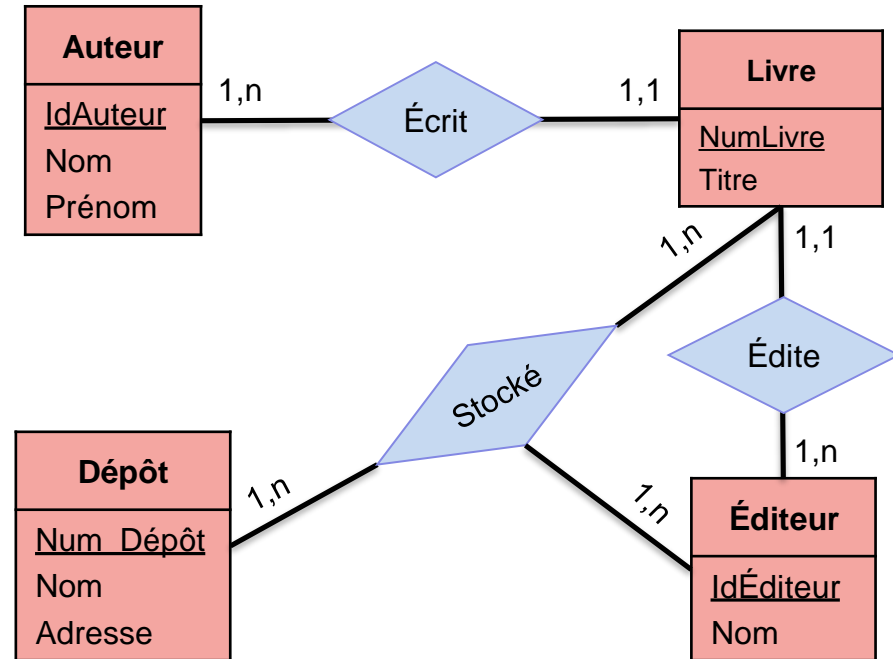 Auteur
IdAuteur
Nom
Prénom
1,n
Écrit
1,1
Livre
NumLivre
Titre
1,n
1,1
Stocké
Édite
1,n
1,n
1,n
Dépôt
Num_Dépôt
Nom
Adresse
Éditeur
IdÉditeur
Nom